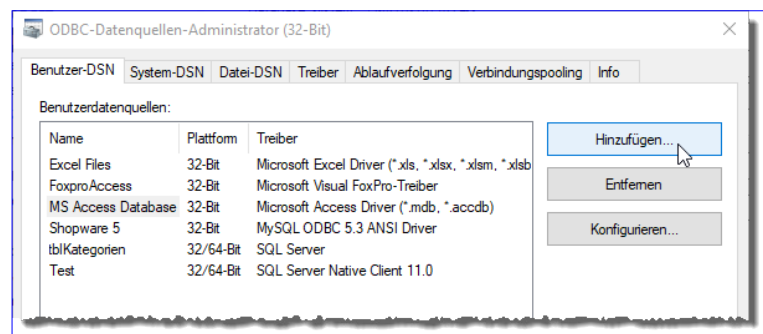 ODBC-Datenquellen-Administrator (32-Bit)
Benutzer-DSN System-DSN Datei-DSN Treiber Ablaufverfolgung Verbindungspooling Info
Benutzerdatenquellen:
Name Plattform Treiber
Excel Files 32-Bit Microsoft Excel Driver (*.xls, *.xlsx, *.xlsm, *.xlsb
FoxproAccess 32-Bit Microsoft Visual FoxPro-Treiber
MS Access Database 32-Bit Microsoft Access Driver (*.mdb, *.accdb)
Shopware 5 32-Bit MySQL ODBC 5.3 ANSI Driver
tblKategorien 32/64-Bit SQL Server
Test 32/64-Bit SQL Server Native Client 11.0
Hinzufügen...
Entfernen
Konfigurieren...